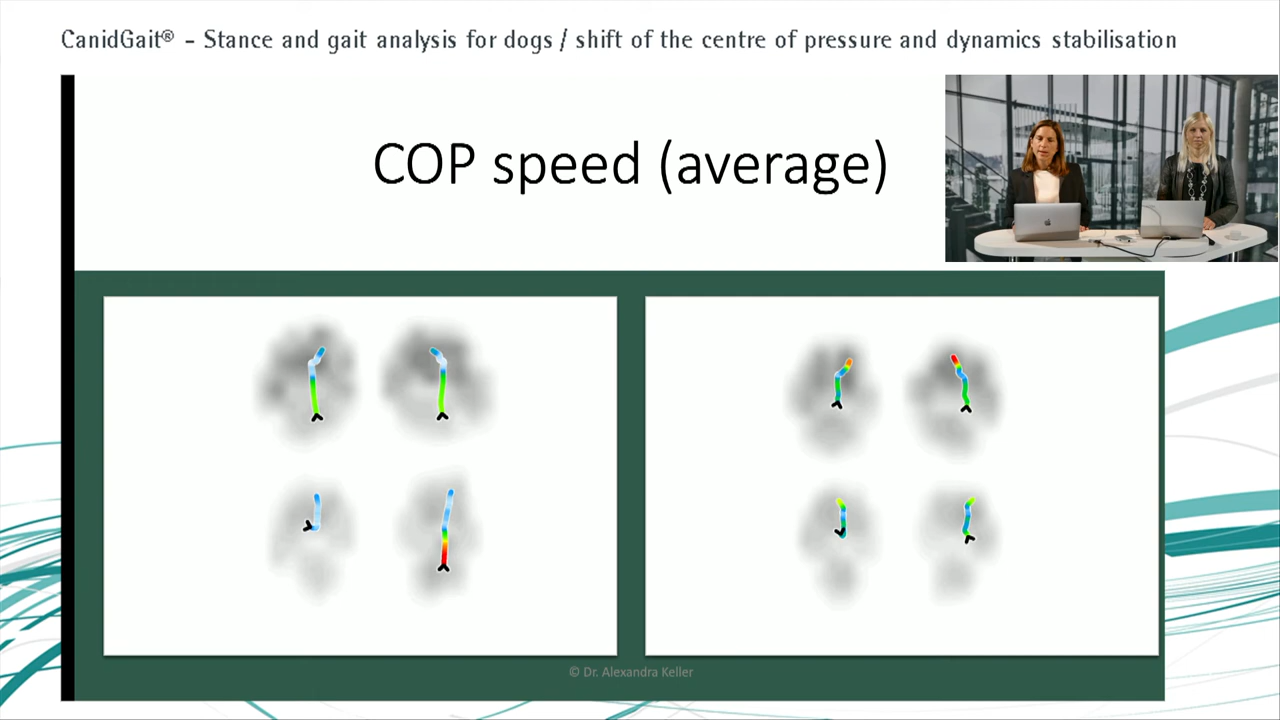 CanidGait® - Stance and gait analysis for dogs / shift of the centre of pressure and dynamics stabilisation
COP speed (average)
© Dr. Alexandra Keller